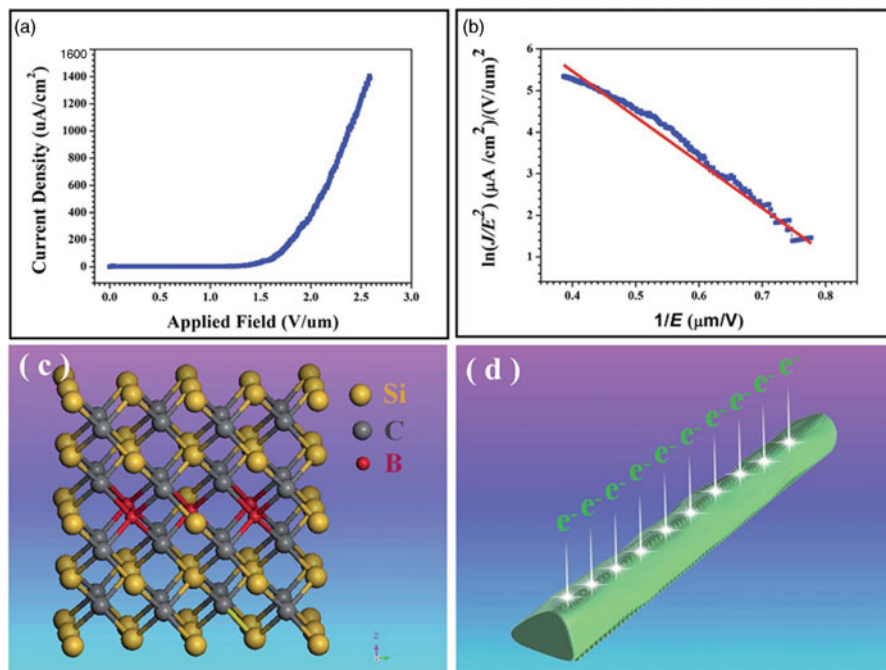 (a)
1600
1400
1200
1000
800
600
400
200
0
Current Density (uA/cm²)
0.0 0.5 1.0 1.5 2.0 2.5 3.0
Applied Field (V/um)
(b)
6
5
4
3
2
1
ln(J/E²) (μA /cm²)/(V/um)²
0.4 0.5 0.6 0.7 0.8
1/E (μm/V)
( c )
Si
C
B
z
( d )
e- e- e- e- e- e- e- e- e- e-